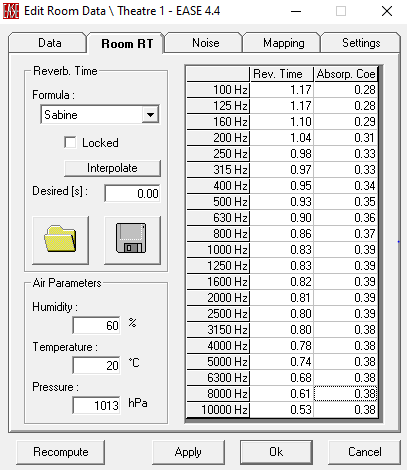 EASE Edit Room Data \ Theatre 1 - EASE 4.4
Data Room RT Noise Mapping Settings
Reverb. Time
Formula :
Sabine
Locked
Interpolate
Desired [s] : 0.00
Air Parameters
Humidity :
60 %
Temperature :
20 °C
Pressure :
1013 hPa
Rev. Time Absorp. Coe
100 Hz 1.17 0.28
125 Hz 1.17 0.28
160 Hz 1.10 0.29
200 Hz 1.04 0.31
250 Hz 0.98 0.33
315 Hz 0.97 0.33
400 Hz 0.95 0.34
500 Hz 0.93 0.35
630 Hz 0.90 0.36
800 Hz 0.86 0.37
1000 Hz 0.83 0.39
1250 Hz 0.83 0.39
1600 Hz 0.82 0.39
2000 Hz 0.81 0.39
2500 Hz 0.80 0.39
3150 Hz 0.80 0.38
4000 Hz 0.78 0.38
5000 Hz 0.74 0.38
6300 Hz 0.68 0.38
8000 Hz 0.61 0.38
10000 Hz 0.53 0.38
Recompute Apply Ok Cancel